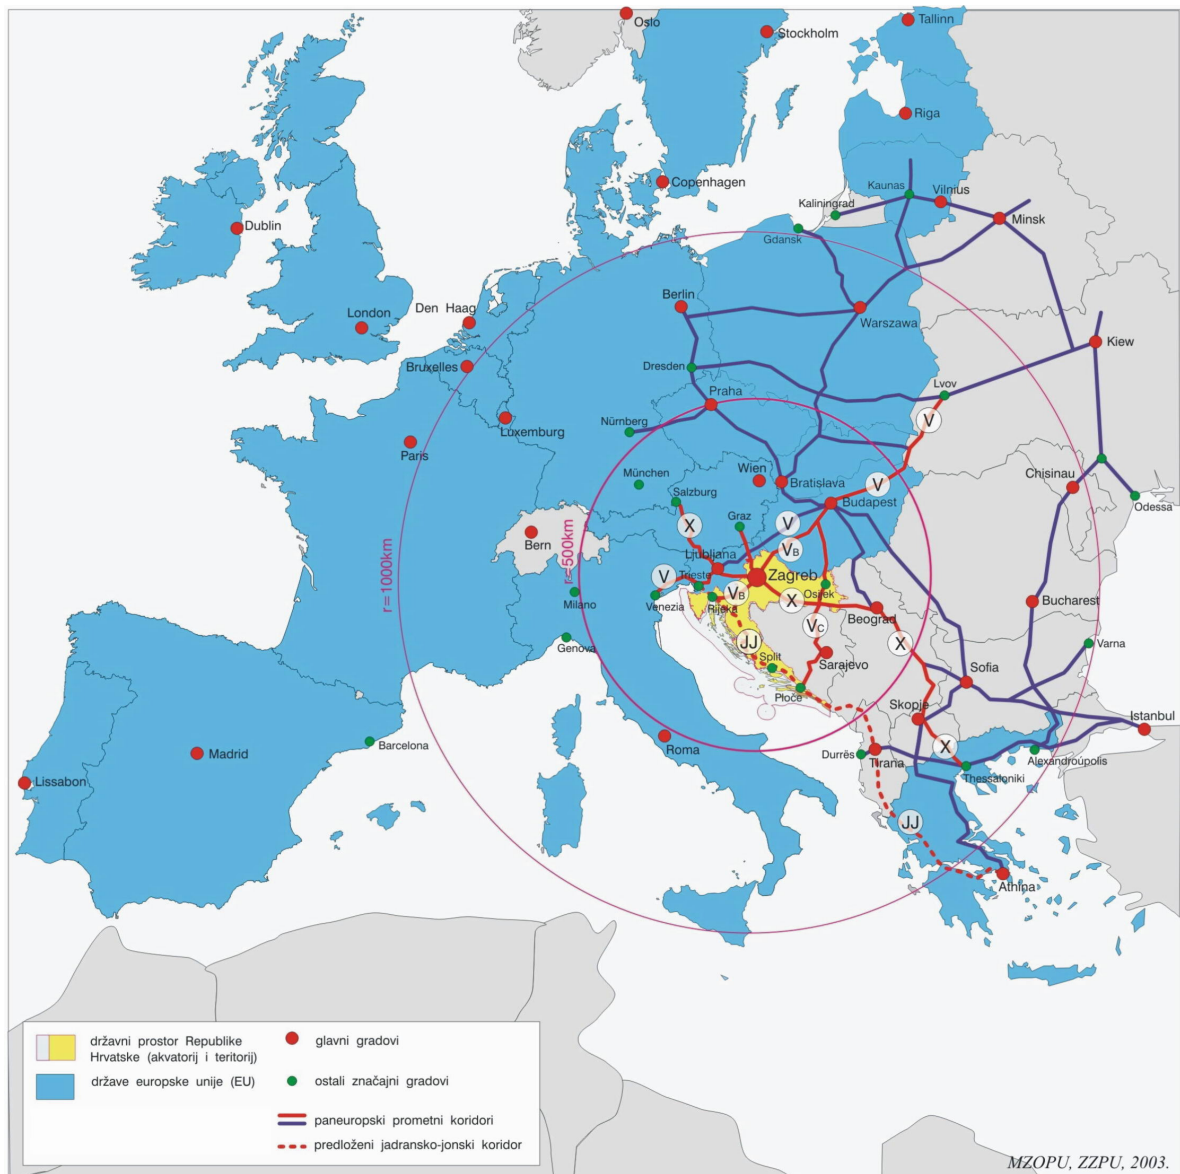 Oslo
Tallinn
Stockholm
Riga
Copenhagen
Kaunas
Vilnius
Kaliningrad
Minsk
Dublin
Gdansk
Berlin
Den Haag
London
Warszawa
Kiew
Bruxelles
Dresden
Lvov
Praha
V
Nürnberg
Luxemburg
Paris
München
Wien
Bratislava
V
Chisinau
Salzburg
Budapest
Odessa
Graz
X
V
Bern
r=1000km
r=500km
VB
Ljubljana
V
Trieste
Zagreb
Milano
Venezia
Rijeka
VB
X
Osijek
Bucharest
Beograd
VC
Genova
JJ
X
Varna
Split
Sarajevo
Sofia
Ploče
Skopje
Istanbul
Roma
Barcelona
X
Madrid
Durrës
Tirana
Alexandroúpolis
Lissabon
Thessaloniki
JJ
Athina
državni prostor Republike
Hrvatske (akvatorij i teritorij)
glavni gradovi
države europske unije (EU)
ostali značajni gradovi
paneuropski prometni koridori
predloženi jadransko-jonski koridor
MZOPU, ZZPU, 2003.